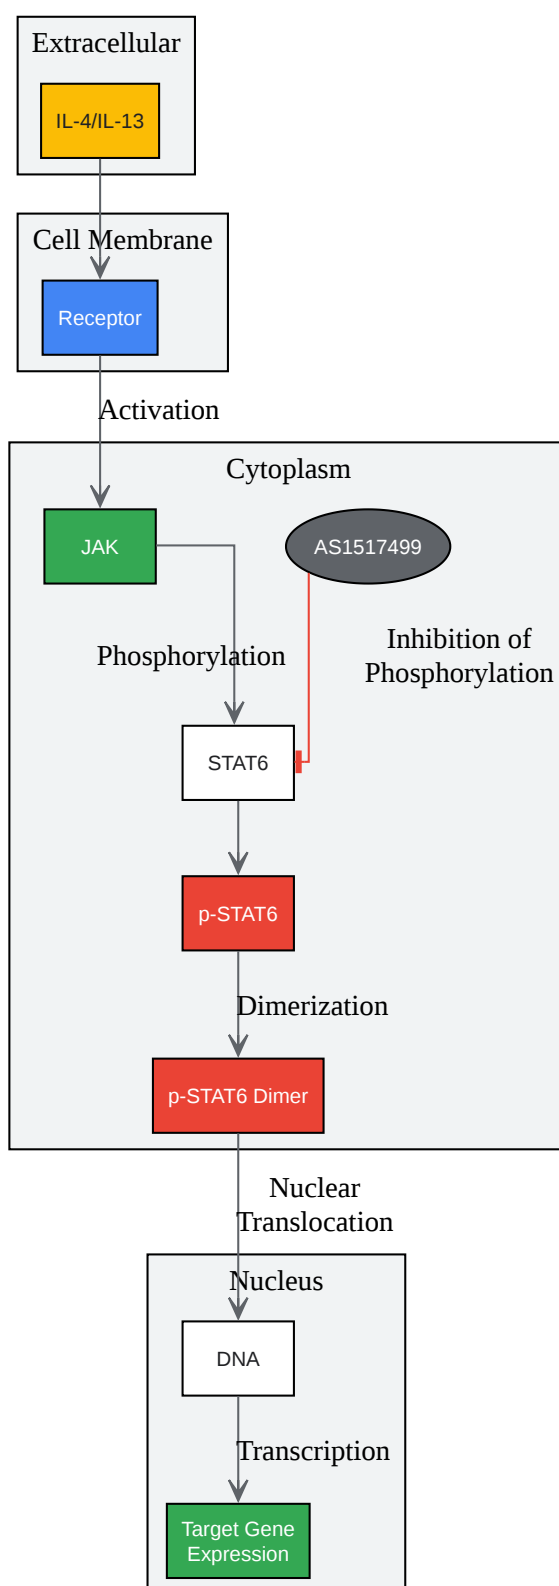 Extracellular
IL-4/IL-13
Cell Membrane
Receptor
Activation
Cytoplasm
JAK
AS1517499
Phosphorylation
Inhibition of
Phosphorylation
STAT6
p-STAT6
Dimerization
p-STAT6 Dimer
Nuclear
Translocation
Nucleus
DNA
Transcription
Target Gene
Expression